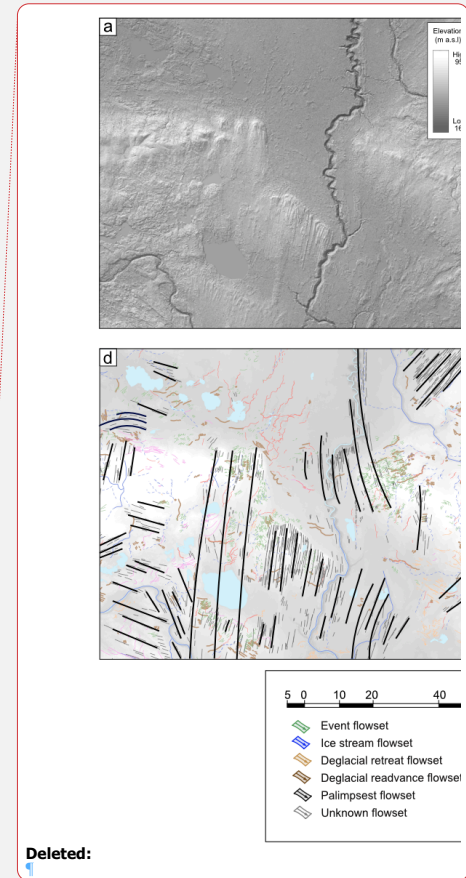 a
Elevation
(m a.s.l)
d
5 0 10 20 40
Event flowset
Ice stream flowset
Deglacial retreat flowset
Deglacial readvance flowset
Palimpsest flowset
Unknown flowset
Deleted:
¶